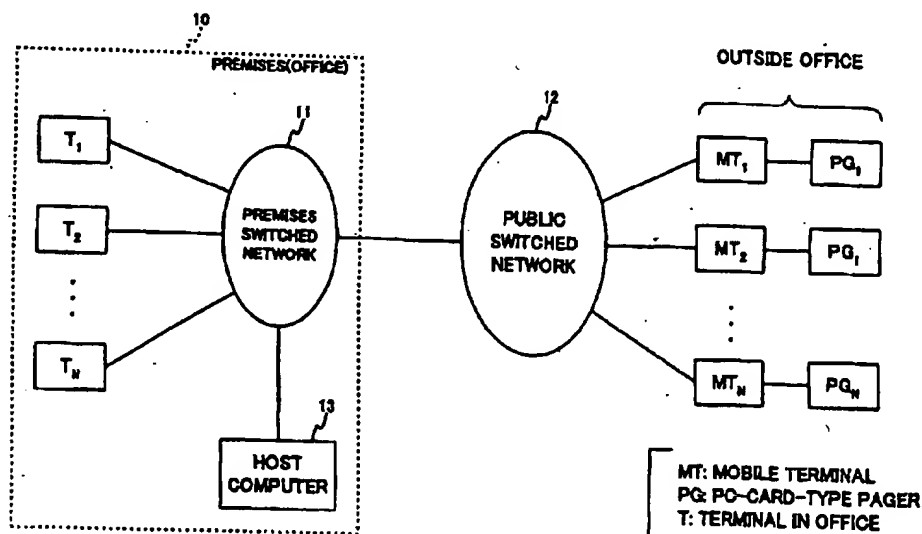 10
PREMISES(OFFICE)
OUTSIDE OFFICE
11
12
T1
MT1
PG1
PREMISES
SWITCHED
NETWORK
PUBLIC
SWITCHED
NETWORK
T2
MT2
PG1
TN
MTN
PGN
13
HOST
COMPUTER
MT: MOBILE TERMINAL
PG: PC-CARD-TYPE PAGER
T: TERMINAL IN OFFICE